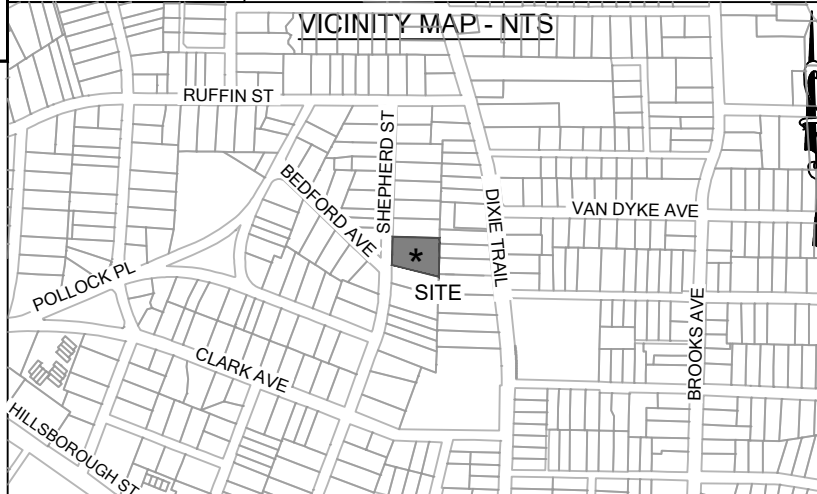 VICINITY MAP - NTS
RUFFIN ST
SHEPHERD ST
BEDFORD AVE
DIXIE TRAIL
VAN DYKE AVE
*
SITE
POLLOCK PL
CLARK AVE
BROOKS AVE
HILLSBOROUGH ST